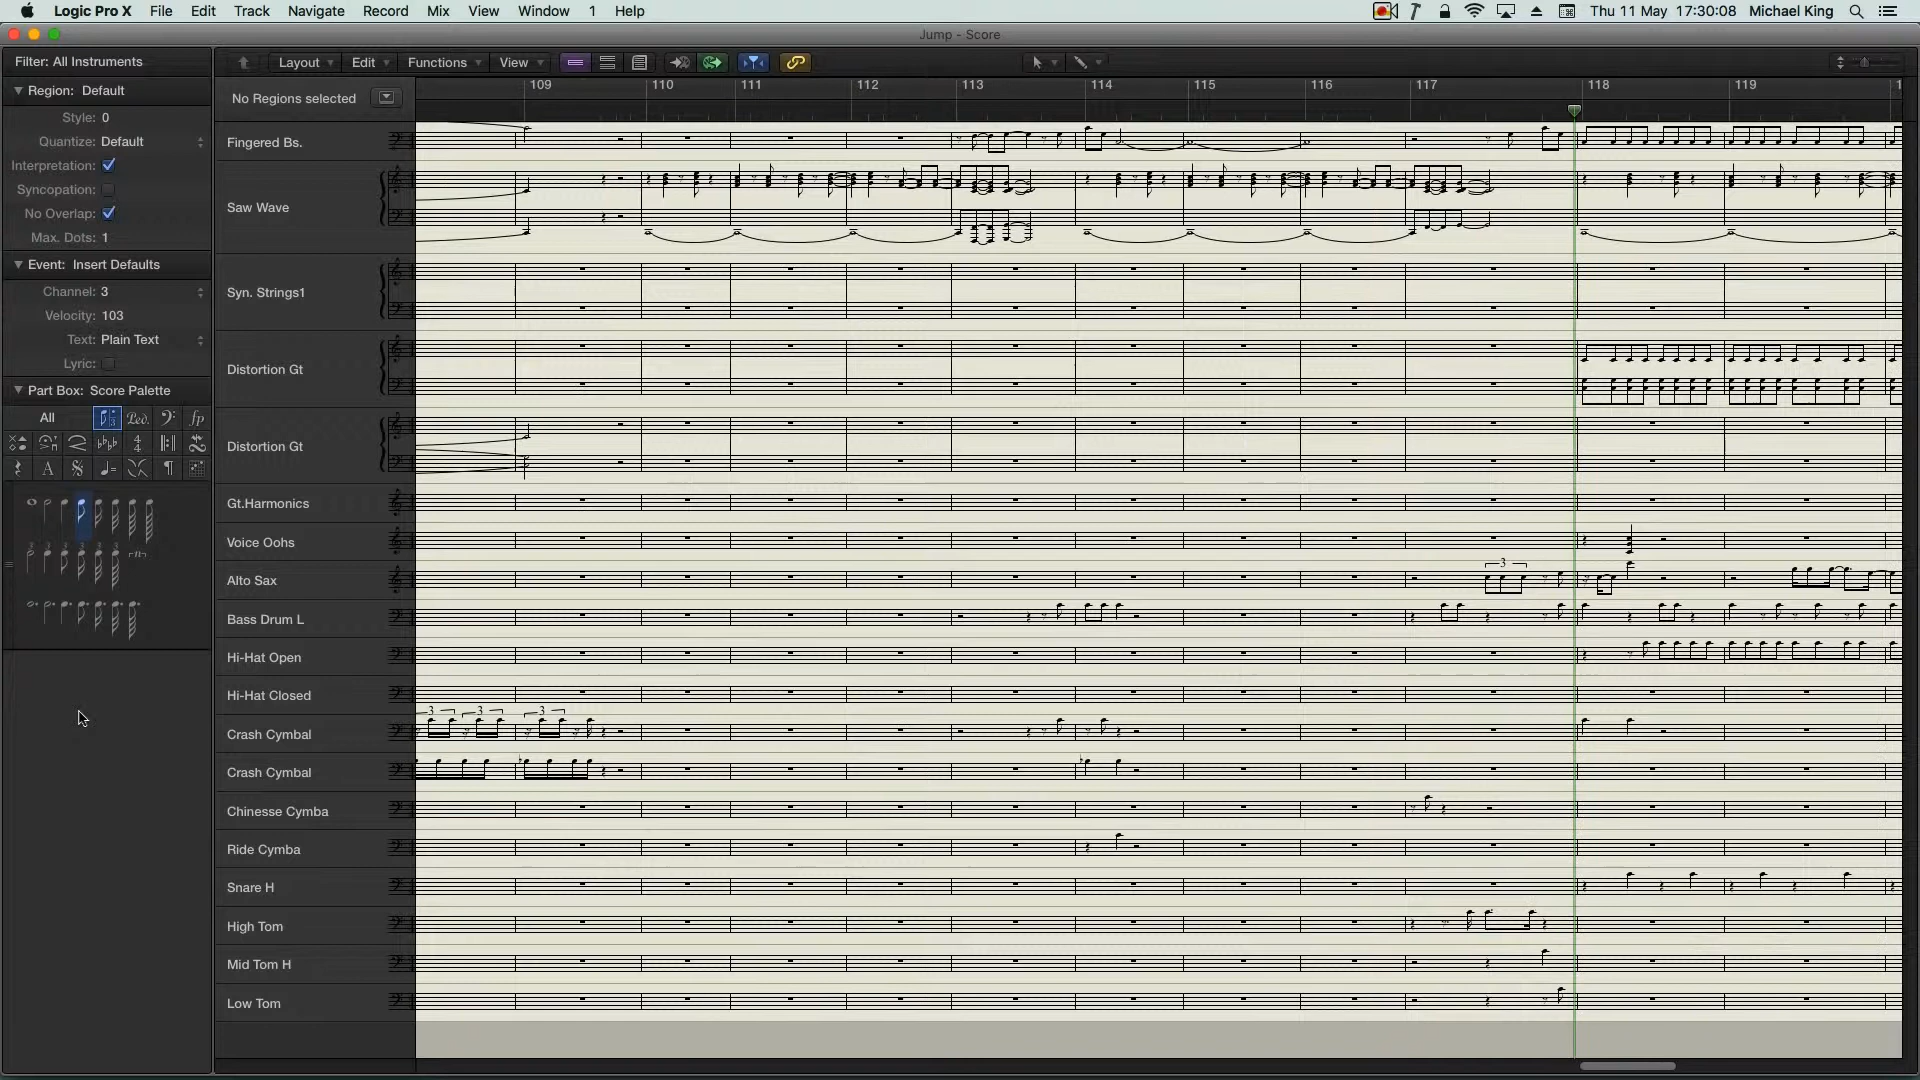 Logic Pro X File Edit Track Navigate Record Mix View Window 1 Help Thu 11 May 17:30:08 Michael King
Jump - Score
Filter: All Instruments
Layout Edit Functions View
Region: Default
Style: 0
Quantize: Default
Interpretation:
Syncopation:
No Overlap:
Max. Dots: 1
Event: Insert Defaults
Channel: 3
Velocity: 103
Text: Plain Text
Lyric:
Part Box: Score Palette
All
No Regions selected
109 110 111 112 113 114 115 116 117 118 119
Fingered Bs.
Saw Wave
Syn. Strings1
Distortion Gt
Distortion Gt
Gt.Harmonics
Voice Oohs
3
Alto Sax
Bass Drum L
Hi-Hat Open
Hi-Hat Closed
3 3 3
Crash Cymbal
Crash Cymbal
Chinesse Cymba
Ride Cymba
Snare H
High Tom
Mid Tom H
Low Tom